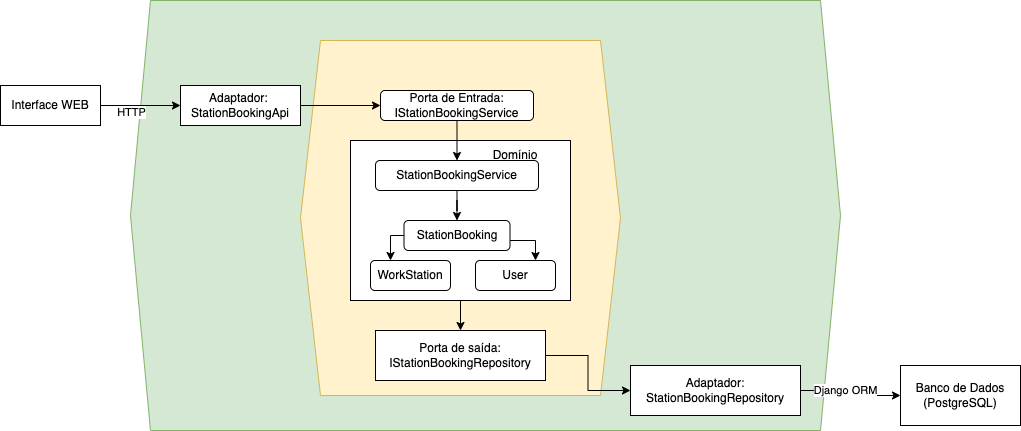 Interface WEB
HTTP
Adaptador:
StationBookingApi
Porta de Entrada:
IStationBookingService
Domínio
StationBookingService
StationBooking
WorkStation
User
Porta de saída:
IStationBookingRepository
Adaptador:
StationBookingRepository
Django ORM
Banco de Dados
(PostgreSQL)